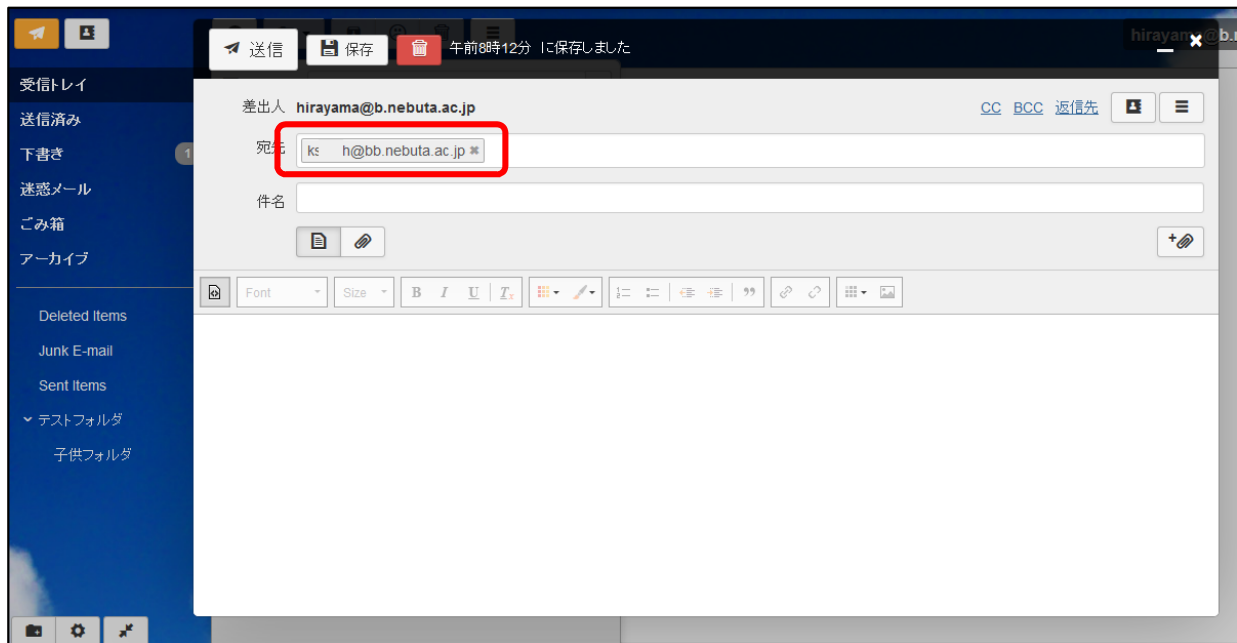 送信 保存 午前8時12分 に保存しました
受信トレイ
送信済み
下書き 1
迷惑メール
ごみ箱
アーカイブ
Deleted Items
Junk E-mail
Sent Items
テストフォルダ
子供フォルダ
差出人 hirayama@b.nebuta.ac.jp CC BCC 返信先
宛先 h@bb.nebuta.ac.jp
件名
Font Size B I U Tx